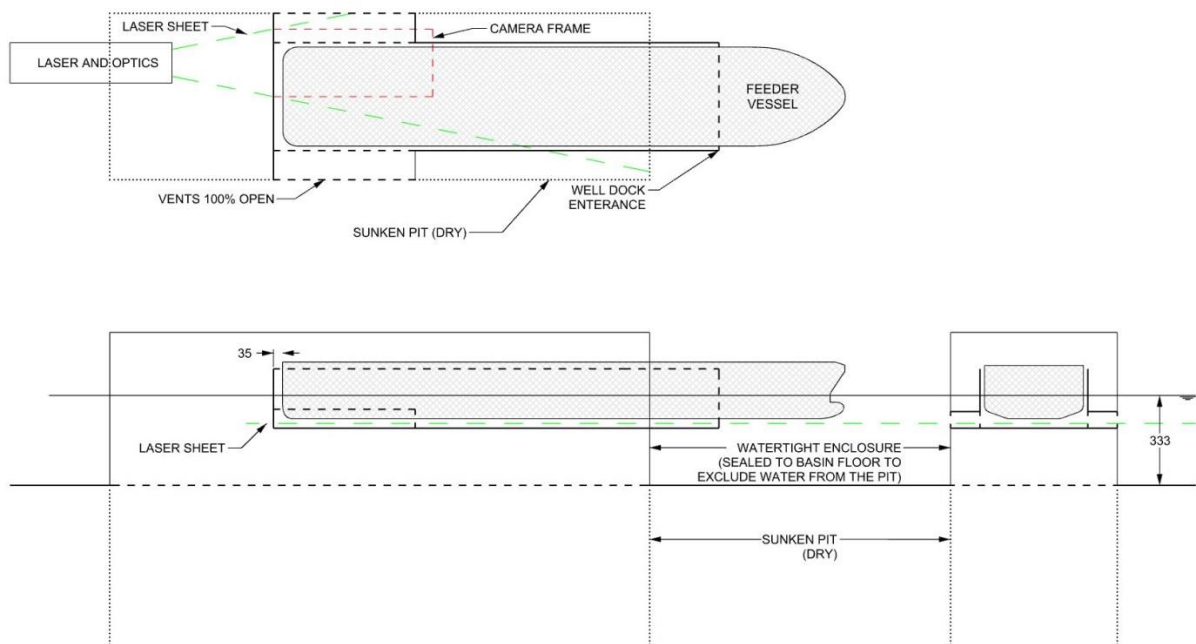 LASER SHEET
CAMERA FRAME
LASER AND OPTICS
FEEDER
VESSEL
VENTS 100% OPEN
WELL DOCK
ENTERANCE
SUNKEN PIT (DRY)
35
LASER SHEET
WATERTIGHT ENCLOSURE
(SEALED TO BASIN FLOOR TO
EXCLUDE WATER FROM THE PIT)
333
SUNKEN PIT
(DRY)